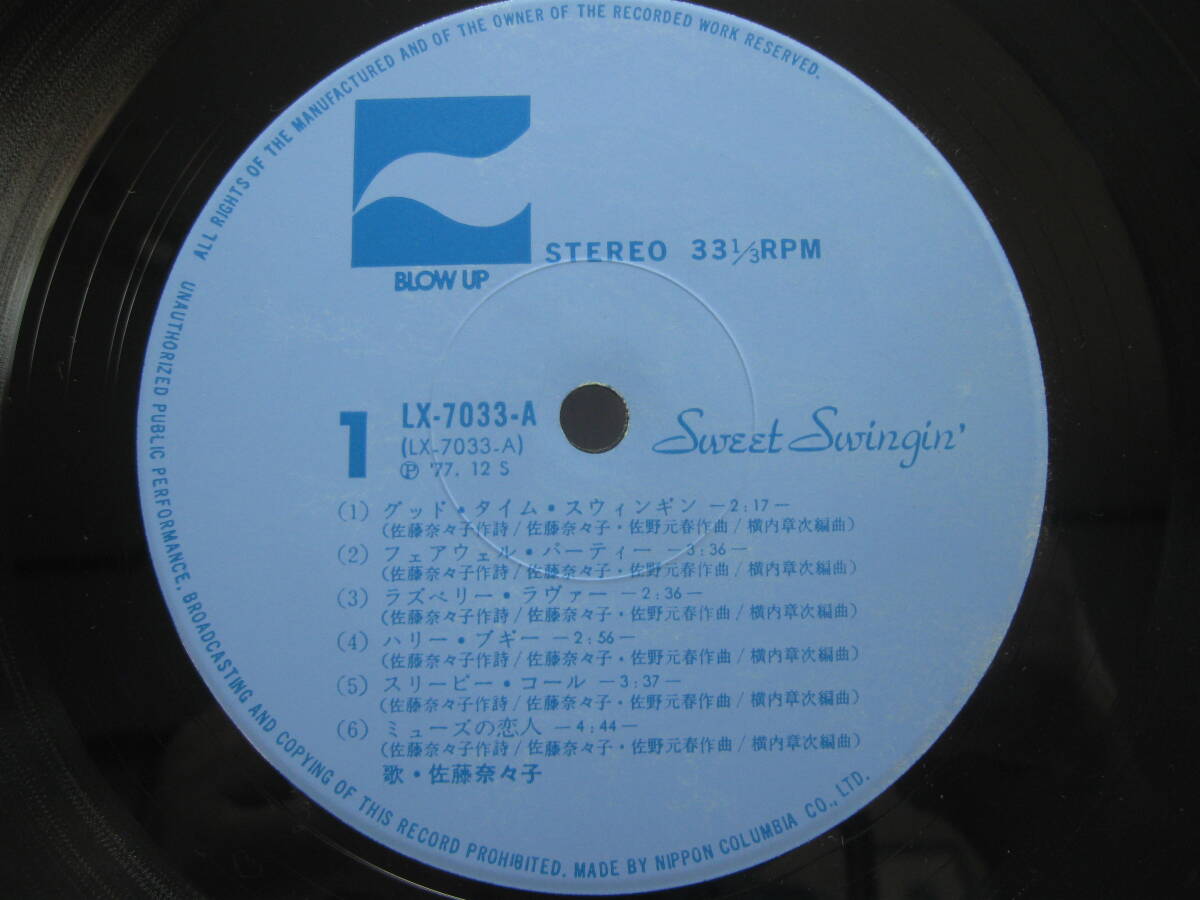 UNAUTHORIZED PUBLIC PERFORMANCE, BROADCASTING AND COPYING OF THIS RECORD PROHIBITED. MADE BY NIPPON COLUMBIA CO., LTD.
ALL RIGHTS OF THE MANUFACTURED AND OF THE OWNER OF THE RECORDED WORK RESERVED.
BLOW UP
STEREO 33 1/3 RPM
1
LX-7033-A
(LX-7033-A)
Ⓟ '77. 12 S
Sweet Swingin'
(1) グッド・タイム・スウィンギン —2:17—
(佐藤奈々子作詩/佐藤奈々子・佐野元春作曲/横内章次編曲)
(2) フェアウェル・パーティー —3:36—
(佐藤奈々子作詩/佐藤奈々子・佐野元春作曲/横内章次編曲)
(3) ラズベリー・ラヴァー —2:36—
(佐藤奈々子作詩/佐藤奈々子・佐野元春作曲/横内章次編曲)
(4) ハリー・ブギー —2:56—
(佐藤奈々子作詩/佐藤奈々子・佐野元春作曲/横内章次編曲)
(5) スリーピー・コール —3:37—
(佐藤奈々子作詩/佐藤奈々子・佐野元春作曲/横内章次編曲)
(6) ミューズの恋人 —4:44—
(佐藤奈々子作詩/佐藤奈々子・佐野元春作曲/横内章次編曲)
歌・佐藤奈々子